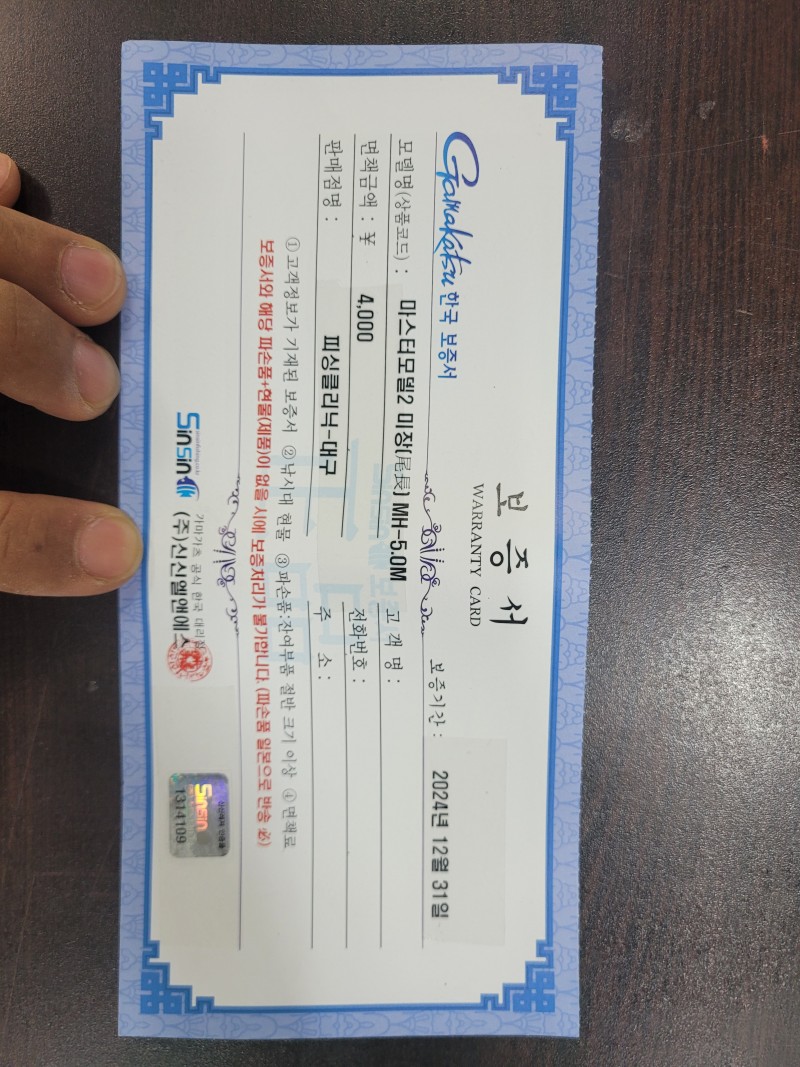 보증서
WARRANTY CARD
Gamakatsu 한국 보증서
보증기간 : 2024년 12월 31일
모델명(상품코드) : 마스터모델2 미장(尾長) MH-5.0M
고 객 명 :
면책금액 : ¥ 4,000
전화번호 :
판매점명 : 피싱클리닉-대구
주 소 :
① 고객정보가 기재된 보증서 ② 낚시대 현물 ③ 파손품:잔여부품 절반 크기 이상 ④ 면책료
보증서와 해당 파손품+현물(제품)이 없을 시에 보증처리가 불가합니다. (파손품 일본으로 반송 必)
가마가츠 공식 한국 대리점
Sinsin (주)신신엘앤에스
Sinsin
1314109